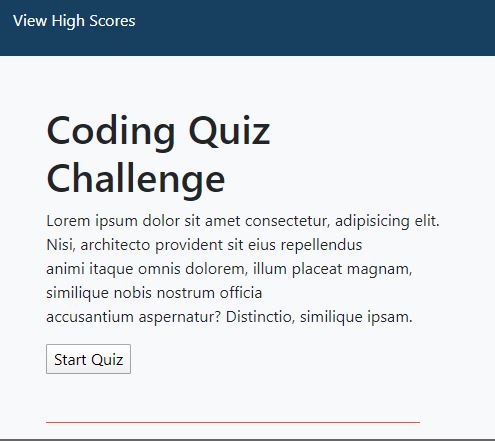 View High Scores
Coding Quiz
Challenge
Lorem ipsum dolor sit amet consectetur, adipisicing elit.
Nisi, architecto provident sit eius repellendus
animi itaque omnis dolorem, illum placeat magnam,
similique nobis nostrum officia
accusantium aspernatur? Distinctio, similique ipsam.
Start Quiz